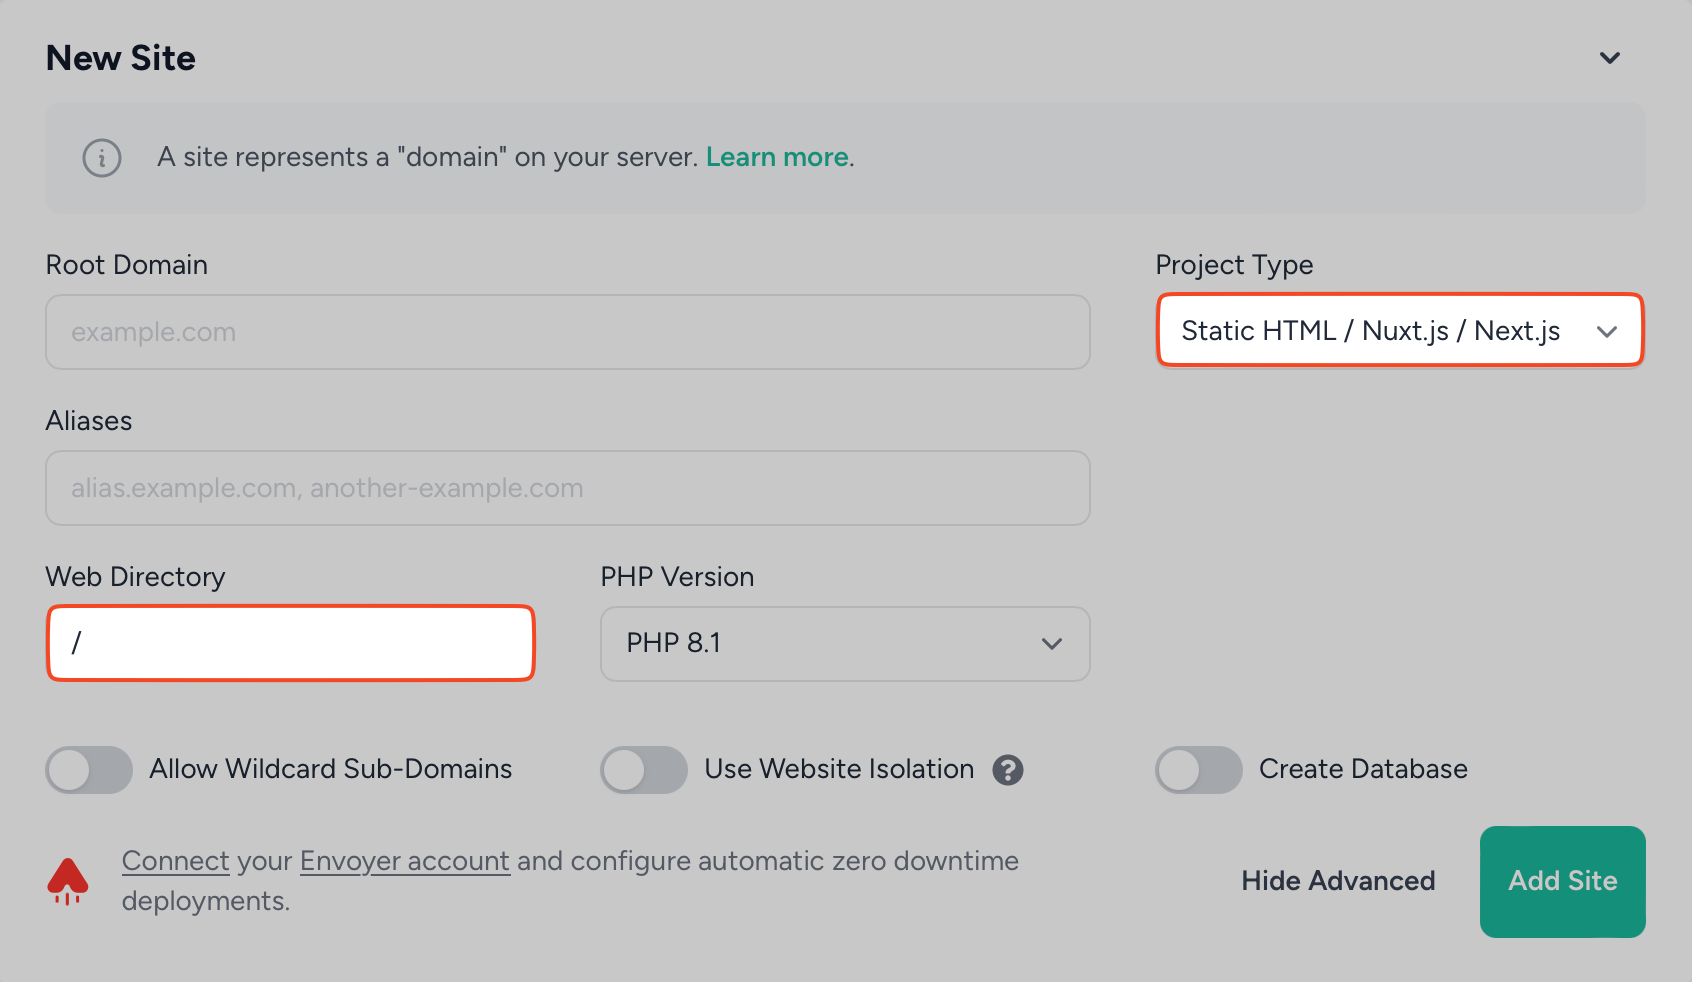 New Site
A site represents a "domain" on your server. Learn more.
Root Domain
Project Type
example.com
Static HTML / Nuxt.js / Next.js
Aliases
alias.example.com, another-example.com
Web Directory
PHP Version
/
PHP 8.1
Allow Wildcard Sub-Domains
Use Website Isolation ?
Create Database
Connect your Envoyer account and configure automatic zero downtime
deployments.
Hide Advanced
Add Site